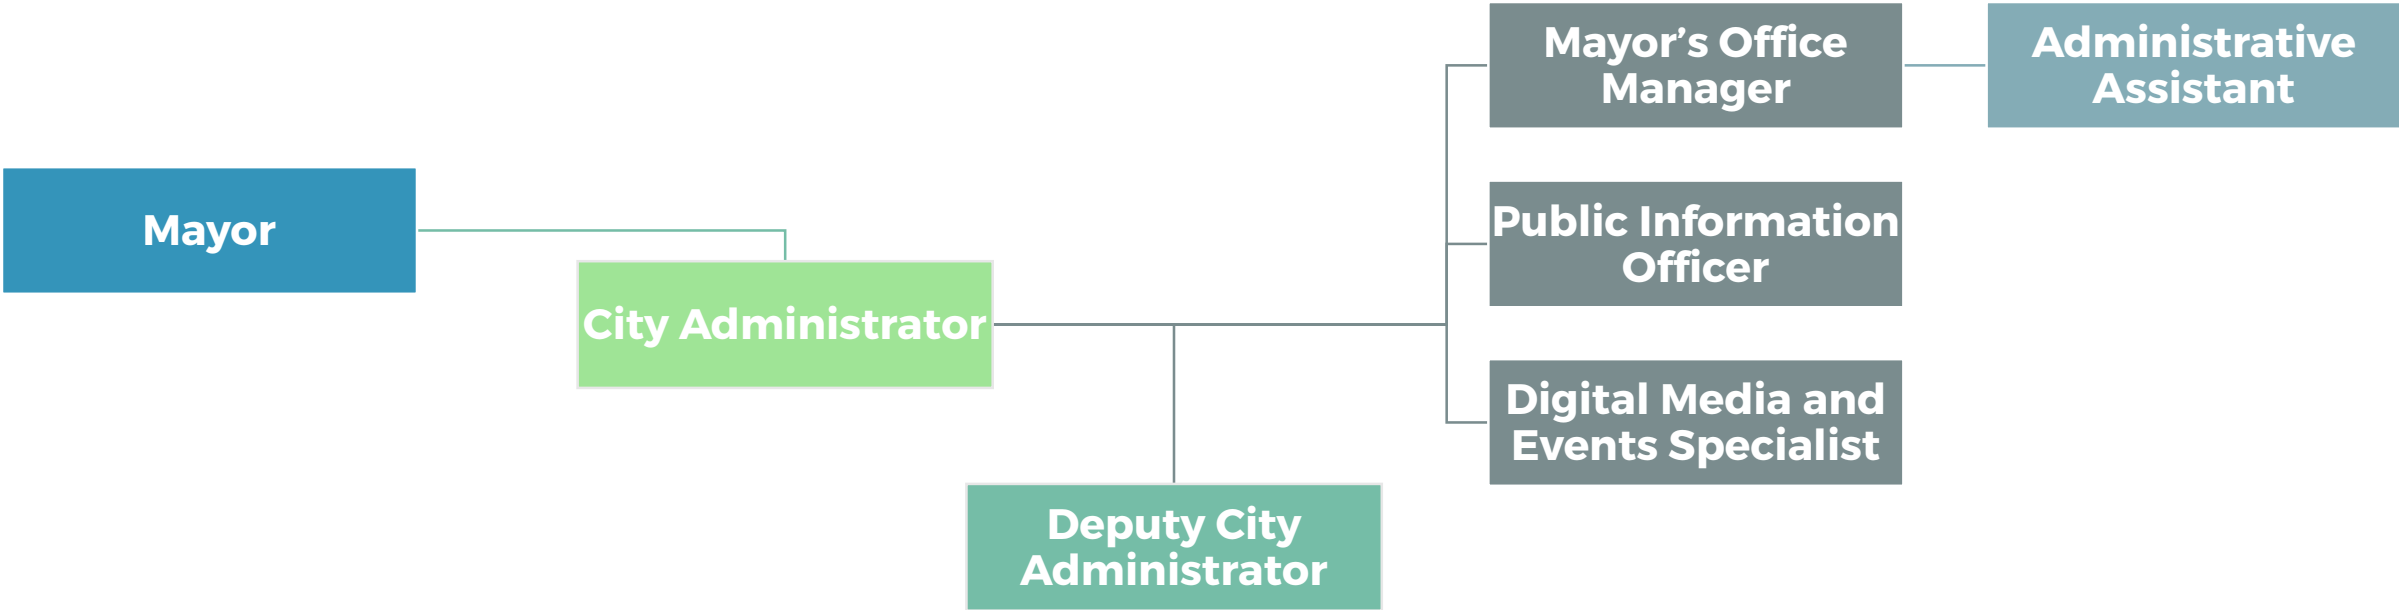 Mayor
City Administrator
Deputy City
Administrator
Mayor’s Office
Manager
Public Information
Officer
Digital Media and
Events Specialist
Administrative
Assistant